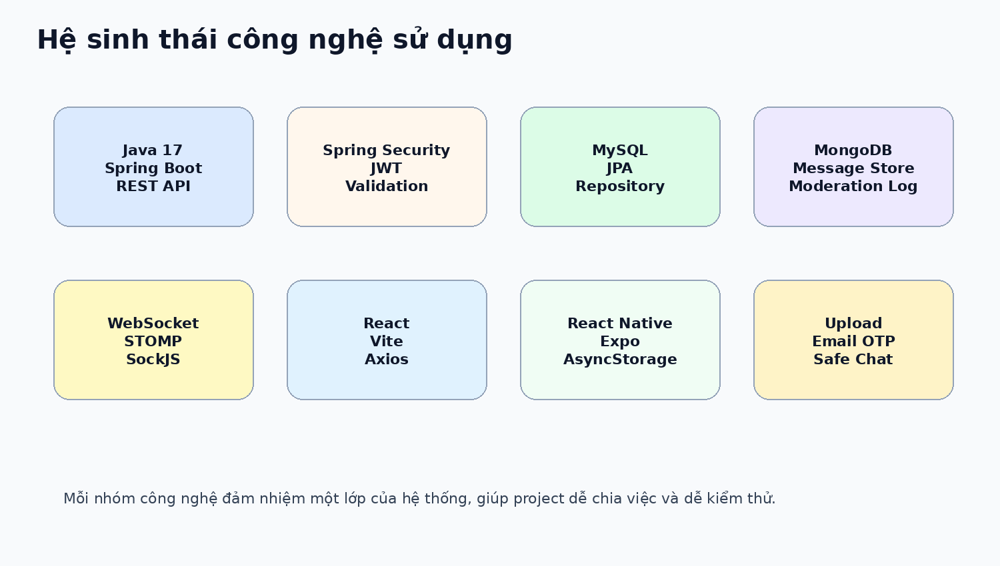 Hệ sinh thái công nghệ sử dụng
Java 17
Spring Boot
REST API
Spring Security
JWT
Validation
MySQL
JPA
Repository
MongoDB
Message Store
Moderation Log
WebSocket
STOMP
SockJS
React
Vite
Axios
React Native
Expo
AsyncStorage
Upload
Email OTP
Safe Chat
Mỗi nhóm công nghệ đảm nhiệm một lớp của hệ thống, giúp project dễ chia việc và dễ kiểm thử.